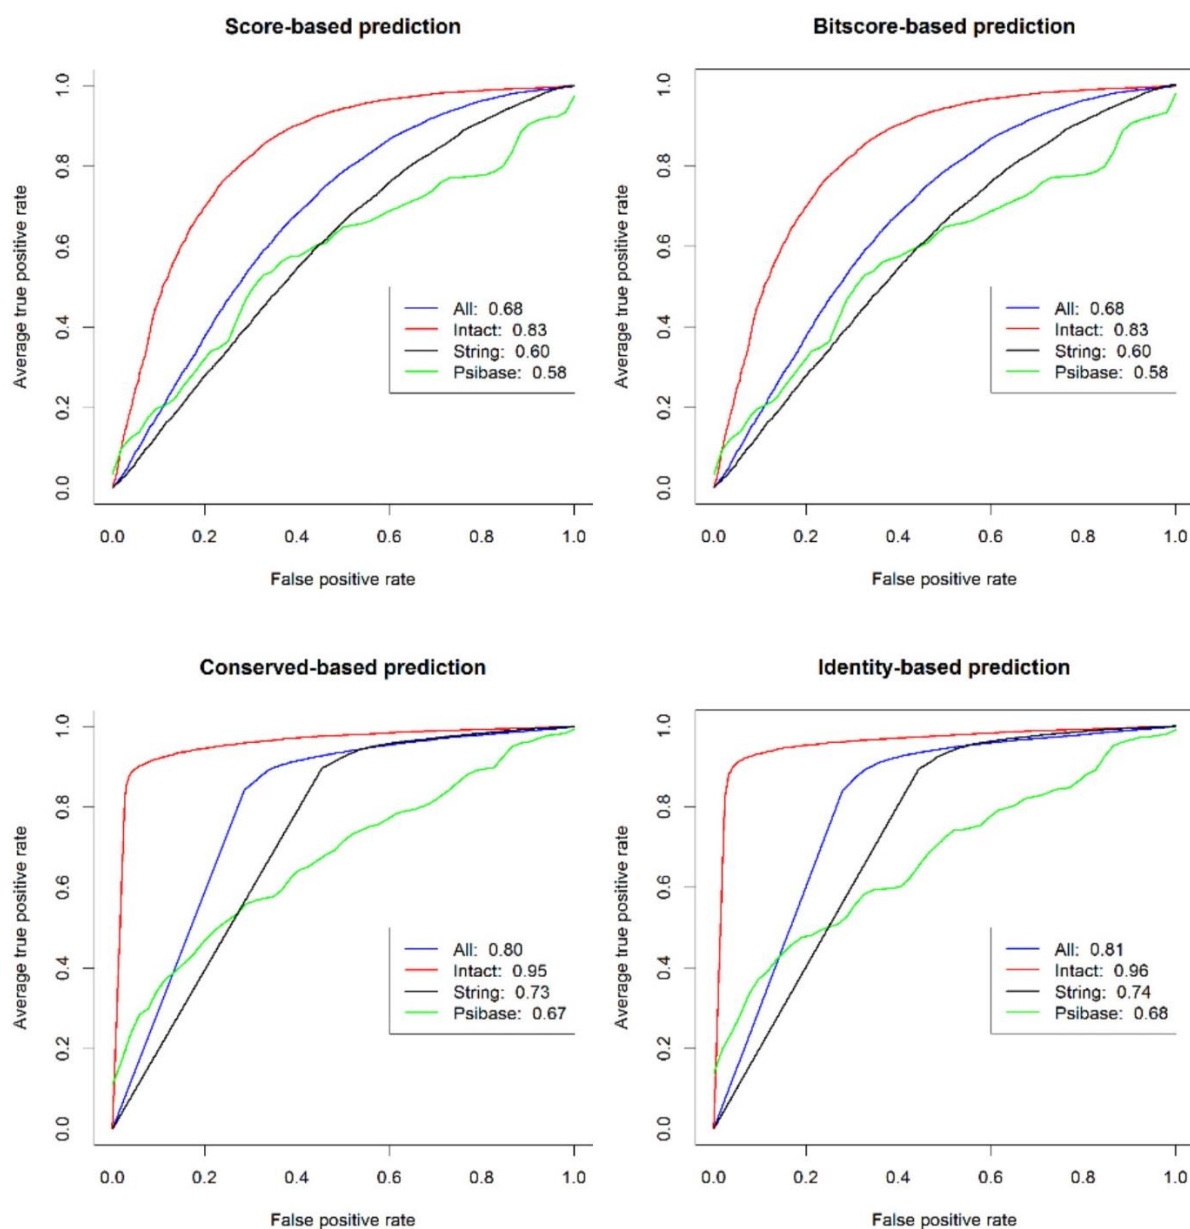 Score-based prediction
Average true positive rate
1.0
0.8
0.6
0.4
0.2
0.0
All: 0.68
Intact: 0.83
String: 0.60
Psibase: 0.58
0.0 0.2 0.4 0.6 0.8 1.0
False positive rate
Bitscore-based prediction
Average true positive rate
1.0
0.8
0.6
0.4
0.2
0.0
All: 0.68
Intact: 0.83
String: 0.60
Psibase: 0.58
0.0 0.2 0.4 0.6 0.8 1.0
False positive rate
Conserved-based prediction
Average true positive rate
1.0
0.8
0.6
0.4
0.2
0.0
All: 0.80
Intact: 0.95
String: 0.73
Psibase: 0.67
0.0 0.2 0.4 0.6 0.8 1.0
False positive rate
Identity-based prediction
Average true positive rate
1.0
0.8
0.6
0.4
0.2
0.0
All: 0.81
Intact: 0.96
String: 0.74
Psibase: 0.68
0.0 0.2 0.4 0.6 0.8 1.0
False positive rate